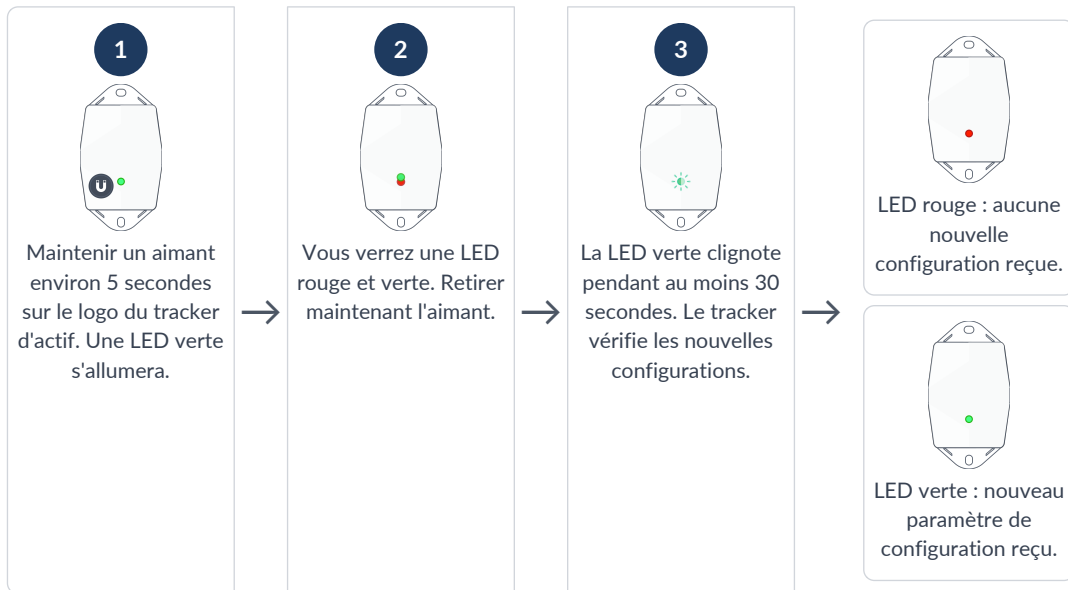 1
Maintenir un aimant
environ 5 secondes
sur le logo du tracker
d'actif. Une LED verte
s'allumera.
2
Vous verrez une LED
rouge et verte. Retirer
maintenant l'aimant.
3
La LED verte clignote
pendant au moins 30
secondes. Le tracker
vérifie les nouvelles
configurations.
LED rouge : aucune
nouvelle
configuration reçue.
LED verte : nouveau
paramètre de
configuration reçu.